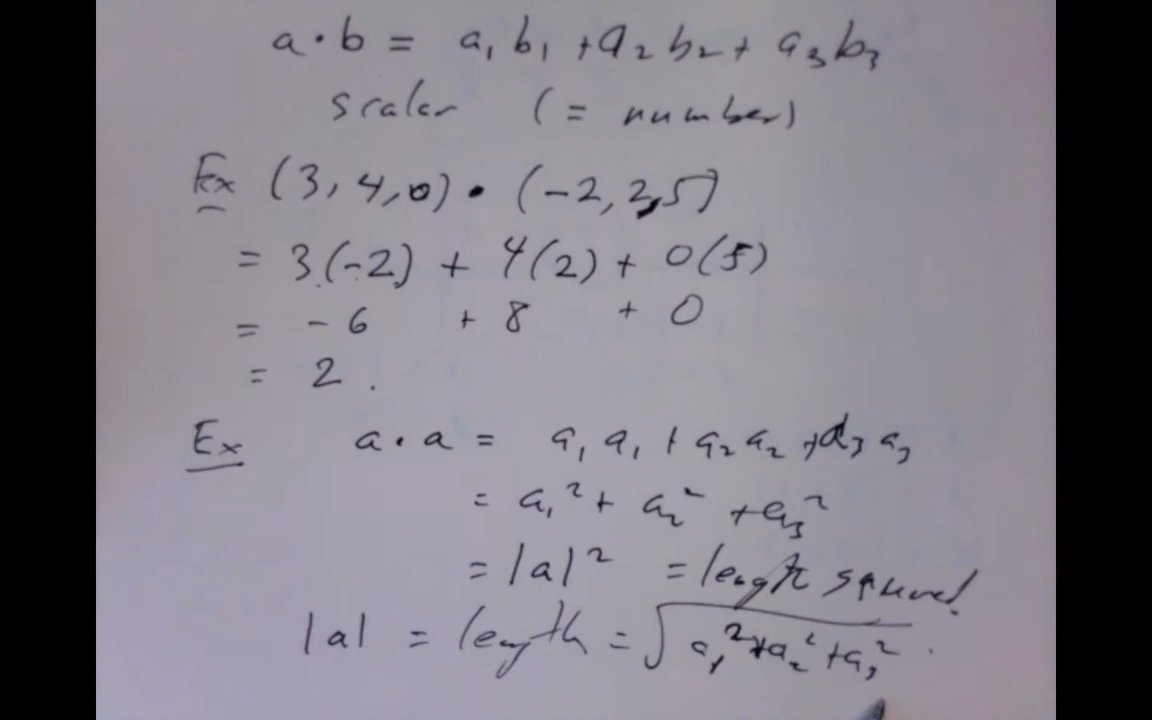 a · b = a₁b₁ + a₂b₂ + a₃b₃
scalar (= number)
Ex (3, 4, 0) • (-2, 2, 5)
= 3(-2) + 4(2) + 0(5)
= -6 + 8 + 0
= 2.
Ex a · a = a₁a₁ + a₂a₂ + a₃a₃
= a₁² + a₂² + a₃²
= |a|² = length squared.
|a| = length = √(a₁² + a₂² + a₃²).